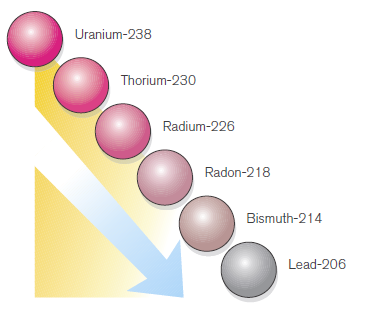 Uranium-238
Thorium-230
Radium-226
Radon-218
Bismuth-214
Lead-206